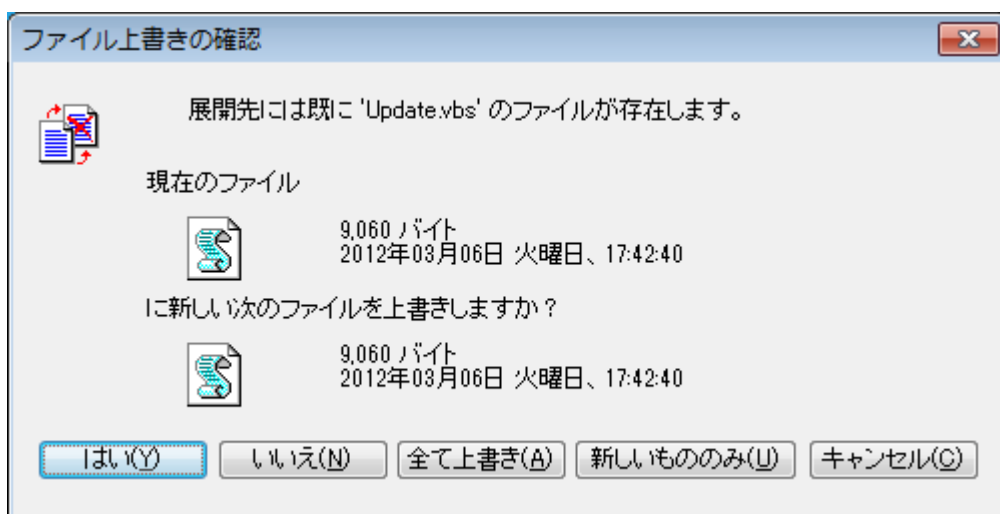 ファイル上書きの確認
展開先には既に 'Update.vbs' のファイルが存在します。
現在のファイル
9,060 バイト
2012年03月06日 火曜日、17:42:40
に新しい次のファイルを上書きしますか？
9,060 バイト
2012年03月06日 火曜日、17:42:40
はい(Y) いいえ(N) 全て上書き(A) 新しいもののみ(U) キャンセル(C)